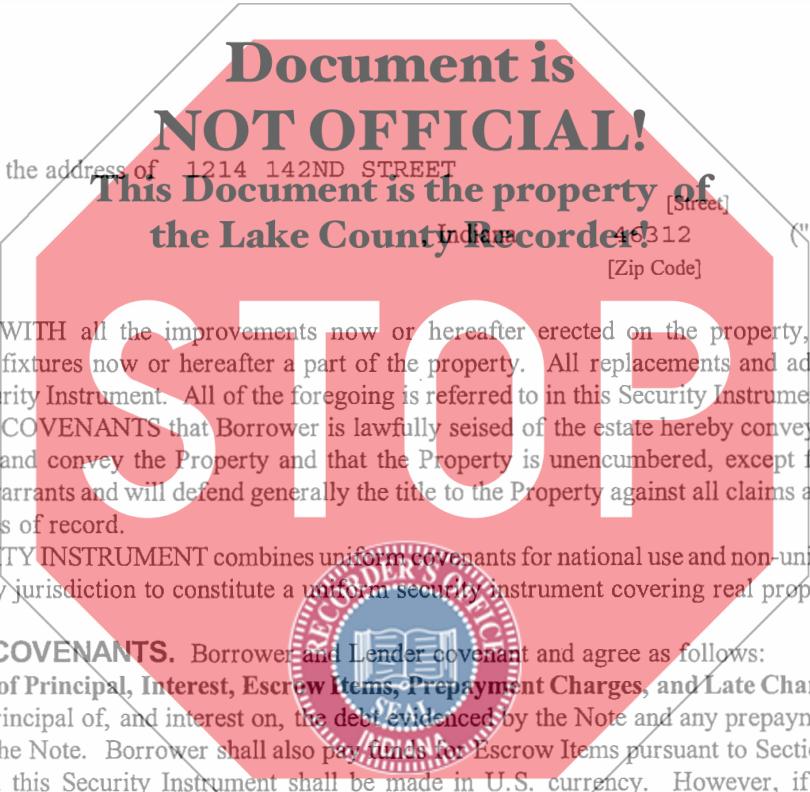 Document is
NOT OFFICIAL!
the address of 1214 142ND STREET
This Document is the property of
[Street]
the Lake County Recorder!
, Indiana 46312 ("
[Zip Code]
STOP
WITH all the improvements now or hereafter erected on the property,
fixtures now or hereafter a part of the property. All replacements and ad
rity Instrument. All of the foregoing is referred to in this Security Instrume
COVENANTS that Borrower is lawfully seised of the estate hereby convey
and convey the Property and that the Property is unencumbered, except f
arrants and will defend generally the title to the Property against all claims a
s of record.
TY INSTRUMENT combines uniform covenants for national use and non-uni
y jurisdiction to constitute a uniform security instrument covering real prop
RECORDER'S OFFICE
COVENANTS. Borrower and Lender covenant and agree as follows:
of Principal, Interest, Escrow Items, Prepayment Charges, and Late Char
SEAL
rincipal of, and interest on, the debt evidenced by the Note and any prepaym
INDIANA
he Note. Borrower shall also pay funds for Escrow Items pursuant to Secti
this Security Instrument shall be made in U.S. currency. However, if